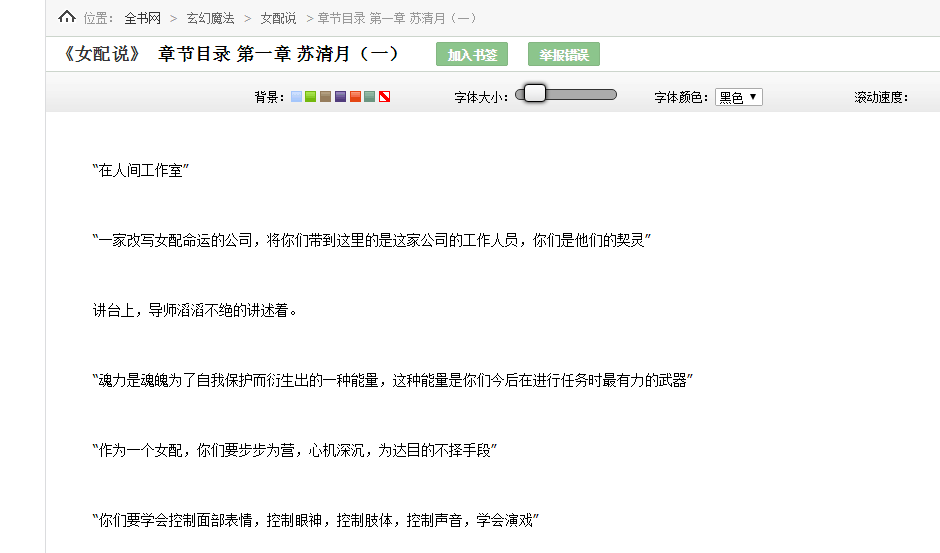 位置： 全书网 > 玄幻魔法 > 女配说 > 章节目录 第一章 苏清月（一）
《女配说》 章节目录 第一章 苏清月（一） 加入书签 举报错误
背景： 字体大小： 字体颜色： 黑色 ▼ 滚动速度：
“在人间工作室”
“一家改写女配命运的公司，将你们带到这里的是这家公司的工作人员，你们是他们的契灵”
讲台上，导师滔滔不绝的讲述着。
“魂力是魂魄为了自我保护而衍生出的一种能量，这种能量是你们今后在进行任务时最有力的武器”
“作为一个女配，你们要步步为营，心机深沉，为达目的不择手段”
“你们要学会控制面部表情，控制眼神，控制肢体，控制声音，学会演戏”